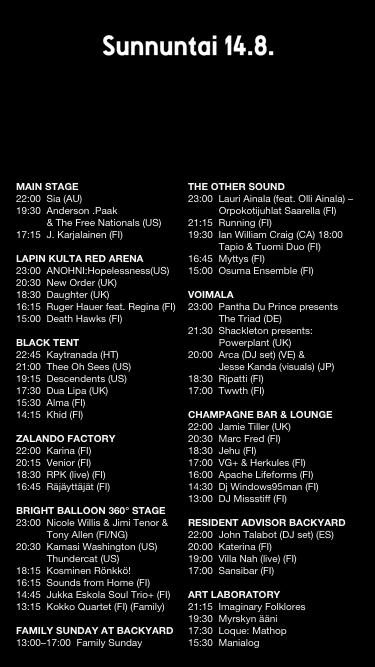 Sunnuntai 14.8.
MAIN STAGE
22:00 Sia (AU)
19:30 Anderson .Paak
& The Free Nationals (US)
17:15 J. Karjalainen (FI)
LAPIN KULTA RED ARENA
23:00 ANOHNI:Hopelessness(US)
20:30 New Order (UK)
18:30 Daughter (UK)
16:15 Ruger Hauer feat. Regina (FI)
15:00 Death Hawks (FI)
BLACK TENT
22:45 Kaytranada (HT)
21:00 Thee Oh Sees (US)
19:15 Descendents (US)
17:30 Dua Lipa (UK)
15:30 Alma (FI)
14:15 Khid (FI)
ZALANDO FACTORY
22:00 Karina (FI)
20:15 Venior (FI)
18:30 RPK (live) (FI)
16:45 Räjäyttäjät (FI)
BRIGHT BALLOON 360° STAGE
23:00 Nicole Willis & Jimi Tenor &
Tony Allen (FI/NG)
20:30 Kamasi Washington (US)
Thundercat (US)
18:15 Kosminen Rönkkö!
16:15 Sounds from Home (FI)
14:45 Jukka Eskola Soul Trio+ (FI)
13:15 Kokko Quartet (FI) (Family)
FAMILY SUNDAY AT BACKYARD
13:00–17:00 Family Sunday
THE OTHER SOUND
23:00 Lauri Ainala (feat. Olli Ainala) –
Orpokotijuhlat Saarella (FI)
21:15 Running (FI)
19:30 Ian William Craig (CA) 18:00
Tapio & Tuomi Duo (FI)
16:45 Myttys (FI)
15:00 Osuma Ensemble (FI)
VOIMALA
23:00 Pantha Du Prince presents
The Triad (DE)
21:30 Shackleton presents:
Powerplant (UK)
20:00 Arca (DJ set) (VE) &
Jesse Kanda (visuals) (JP)
18:30 Ripatti (FI)
17:00 Twwth (FI)
CHAMPAGNE BAR & LOUNGE
22:00 Jamie Tiller (UK)
20:30 Marc Fred (FI)
18:30 Jehu (FI)
17:00 VG+ & Herkules (FI)
16:00 Apache Lifeforms (FI)
14:30 Dj Windows95man (FI)
13:00 DJ Missstiff (FI)
RESIDENT ADVISOR BACKYARD
22:00 John Talabot (DJ set) (ES)
20:00 Katerina (FI)
19:00 Villa Nah (live) (FI)
17:00 Sansibar (FI)
ART LABORATORY
21:15 Imaginary Folklores
19:30 Myrskyn ääni
17:30 Loque: Mathop
15:30 Manialog